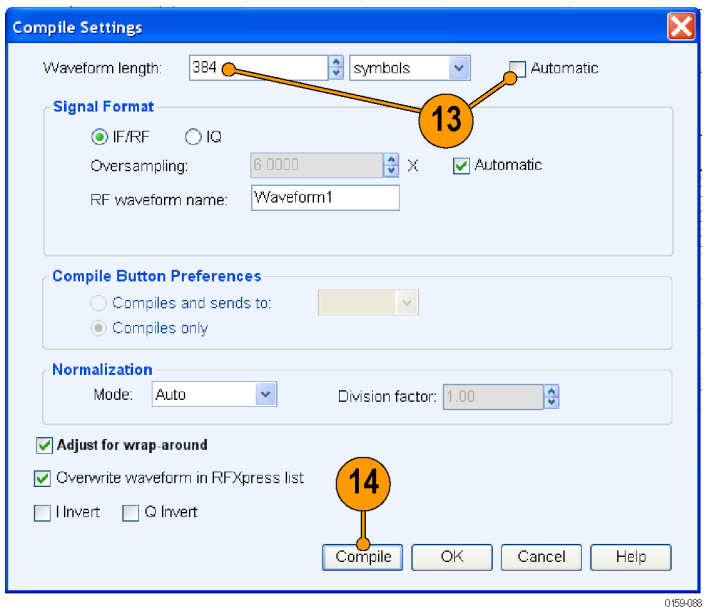 Compile Settings
Waveform length: 384 symbols Automatic
13
Signal Format
IF/RF IQ
Oversampling: 6.0000 X Automatic
RF waveform name: Waveform1
Compile Button Preferences
Compiles and sends to:
Compiles only
Normalization
Mode: Auto Division factor: 1.00
Adjust for wrap-around
Overwrite waveform in RFXpress list
14
I Invert Q Invert
Compile OK Cancel Help
0159-088